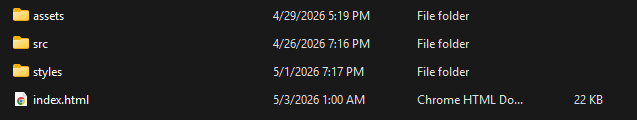 assets 4/29/2026 5:19 PM File folder
src 4/26/2026 7:16 PM File folder
styles 5/1/2026 7:17 PM File folder
index.html 5/3/2026 1:00 AM Chrome HTML Do... 22 KB